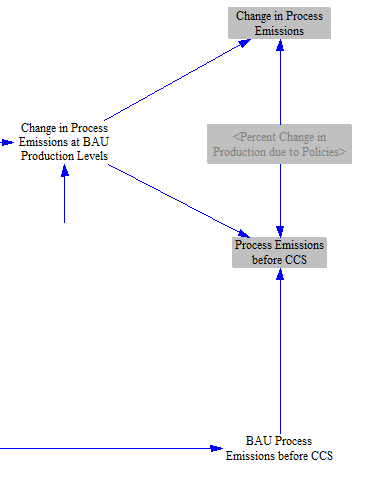 Change in Process
Emissions
Change in Process
Emissions at BAU
Production Levels
<Percent Change in
Production due to Policies>
Process Emissions
before CCS
BAU Process
Emissions before CCS